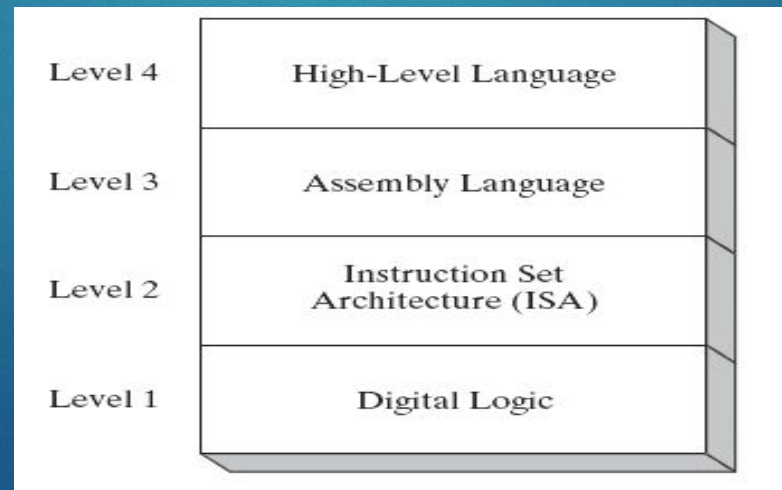 Level 4 High-Level Language
Level 3 Assembly Language
Level 2 Instruction Set
Architecture (ISA)
Level 1 Digital Logic